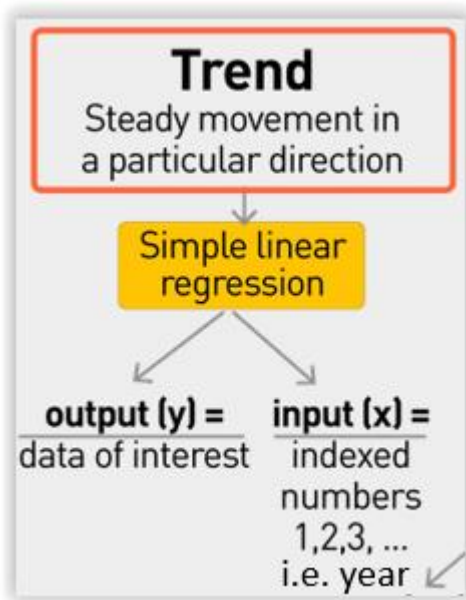 Trend
Steady movement in
a particular direction
Simple linear
regression
output (y) =
data of interest
input (x) =
indexed
numbers
1,2,3, ...
i.e. year